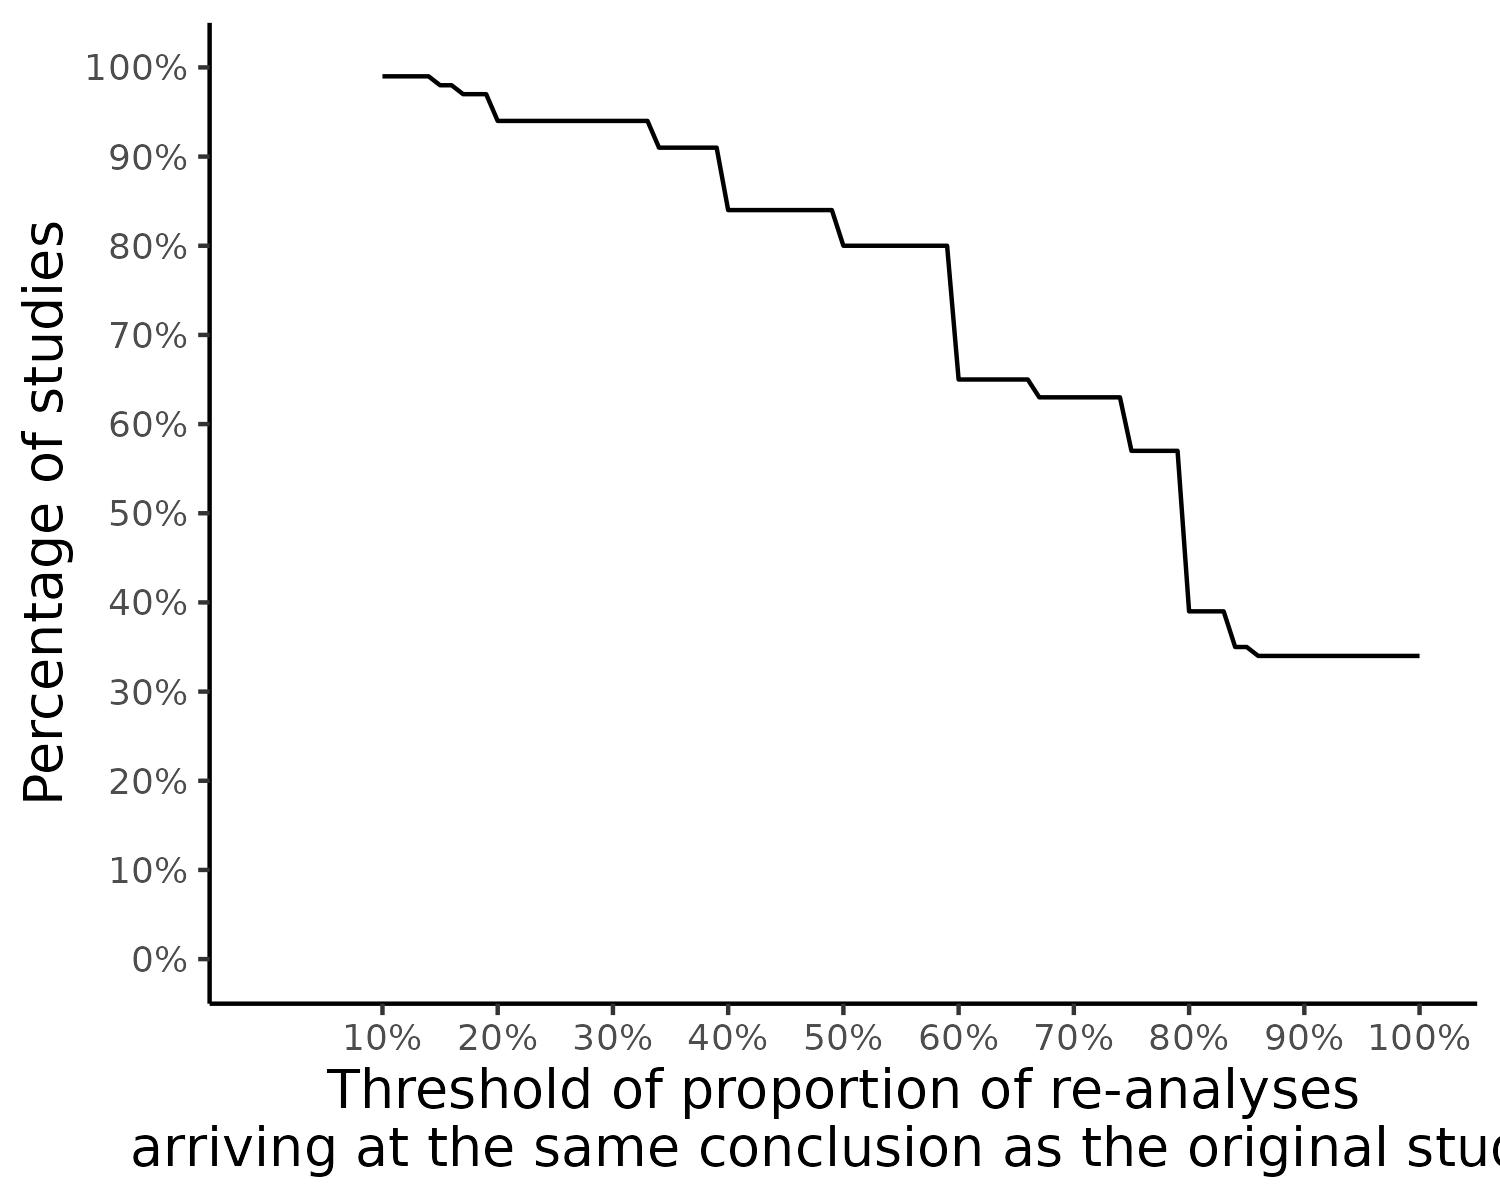 100%
90%
80%
70%
60%
50%
40%
30%
20%
10%
0%
Percentage of studies
10% 20% 30% 40% 50% 60% 70% 80% 90% 100%
Threshold of proportion of re-analyses
arriving at the same conclusion as the original